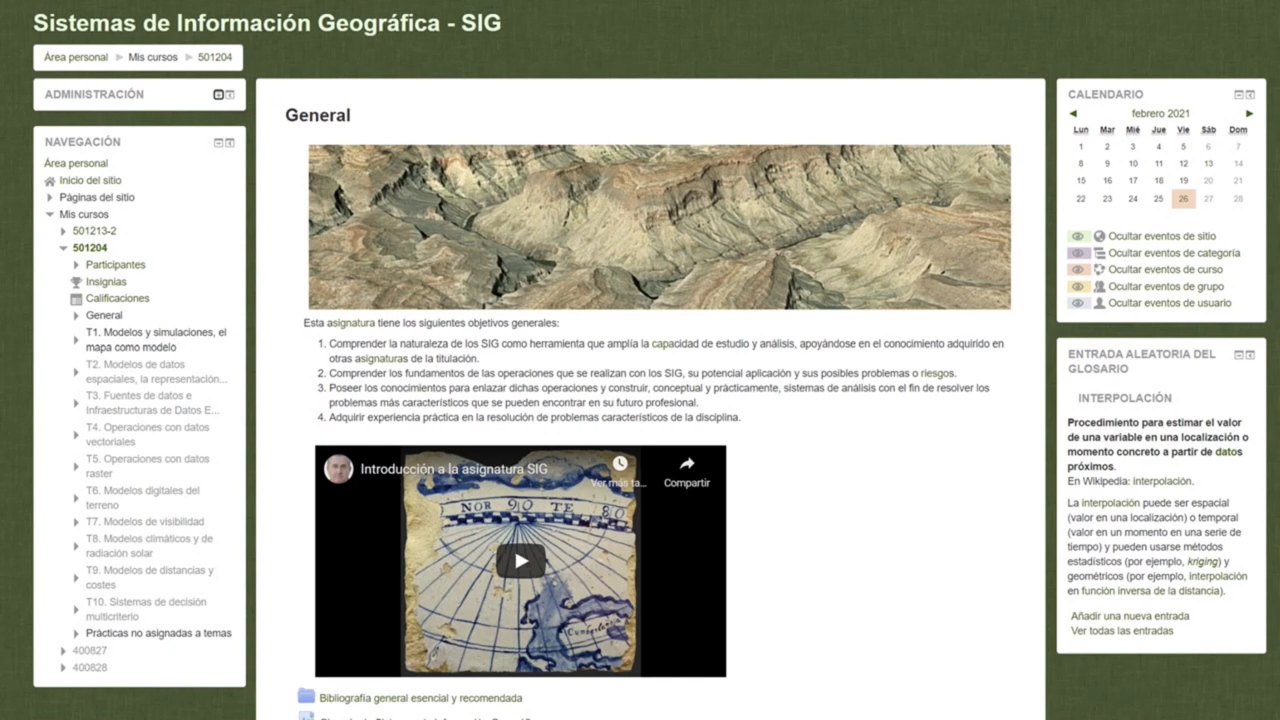 Sistemas de Información Geográfica - SIG
Área personal Mis cursos 501204
ADMINISTRACIÓN
NAVEGACIÓN
Área personal
Inicio del sitio
Páginas del sitio
Mis cursos
501213-2
501204
Participantes
Insignias
Calificaciones
General
T1. Modelos y simulaciones, el
mapa como modelo
T2. Modelos de datos
espaciales, la representación...
T3. Fuentes de datos e
Infraestructuras de Datos E...
T4. Operaciones con datos
vectoriales
T5. Operaciones con datos
raster
T6. Modelos digitales del
terreno
T7. Modelos de visibilidad
T8. Modelos climáticos y de
radiación solar
T9. Modelos de distancias y
costes
T10. Sistemas de decisión
multicriterio
Prácticas no asignadas a temas
400827
400828
General
Esta asignatura tiene los siguientes objetivos generales:
1. Comprender la naturaleza de los SIG como herramienta que amplía la capacidad de estudio y análisis, apoyándose en el conocimiento adquirido en
otras asignaturas de la titulación.
2. Comprender los fundamentos de las operaciones que se realizan con los SIG, su potencial aplicación y sus posibles problemas o riesgos.
3. Poseer los conocimientos para enlazar dichas operaciones y construir, conceptual y prácticamente, sistemas de análisis con el fin de resolver los
problemas más característicos que se pueden encontrar en su futuro profesional.
4. Adquirir experiencia práctica en la resolución de problemas característicos de la disciplina.
Introducción a la asignatura SIG
Ver más ta...
Compartir
NOR 90 TE 80
Bibliografía general esencial y recomendada
CALENDARIO
febrero 2021
Lun Mar Mié Jue Vie Sáb Dom
1 2 3 4 5 6 7
8 9 10 11 12 13 14
15 16 17 18 19 20 21
22 23 24 25 26 27 28
Ocultar eventos de sitio
Ocultar eventos de categoría
Ocultar eventos de curso
Ocultar eventos de grupo
Ocultar eventos de usuario
ENTRADA ALEATORIA DEL
GLOSARIO
INTERPOLACIÓN
Procedimiento para estimar el valor
de una variable en una localización o
momento concreto a partir de datos
próximos.
En Wikipedia: interpolación.
La interpolación puede ser espacial
(valor en una localización) o temporal
(valor en un momento en una serie de
tiempo) y pueden usarse métodos
estadísticos (por ejemplo, kriging) y
geométricos (por ejemplo, interpolación
en función inversa de la distancia).
Añadir una nueva entrada
Ver todas las entradas